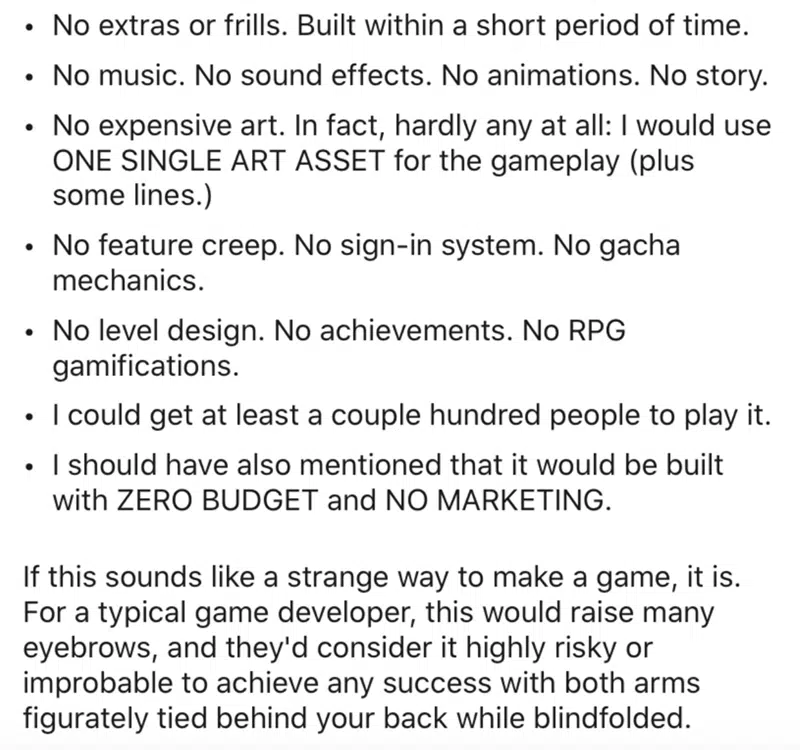 • No extras or frills. Built within a short period of time.
• No music. No sound effects. No animations. No story.
• No expensive art. In fact, hardly any at all: I would use
ONE SINGLE ART ASSET for the gameplay (plus
some lines.)
• No feature creep. No sign-in system. No gacha
mechanics.
• No level design. No achievements. No RPG
gamifications.
• I could get at least a couple hundred people to play it.
• I should have also mentioned that it would be built
with ZERO BUDGET and NO MARKETING.
If this sounds like a strange way to make a game, it is.
For a typical game developer, this would raise many
eyebrows, and they'd consider it highly risky or
improbable to achieve any success with both arms
figurately tied behind your back while blindfolded.